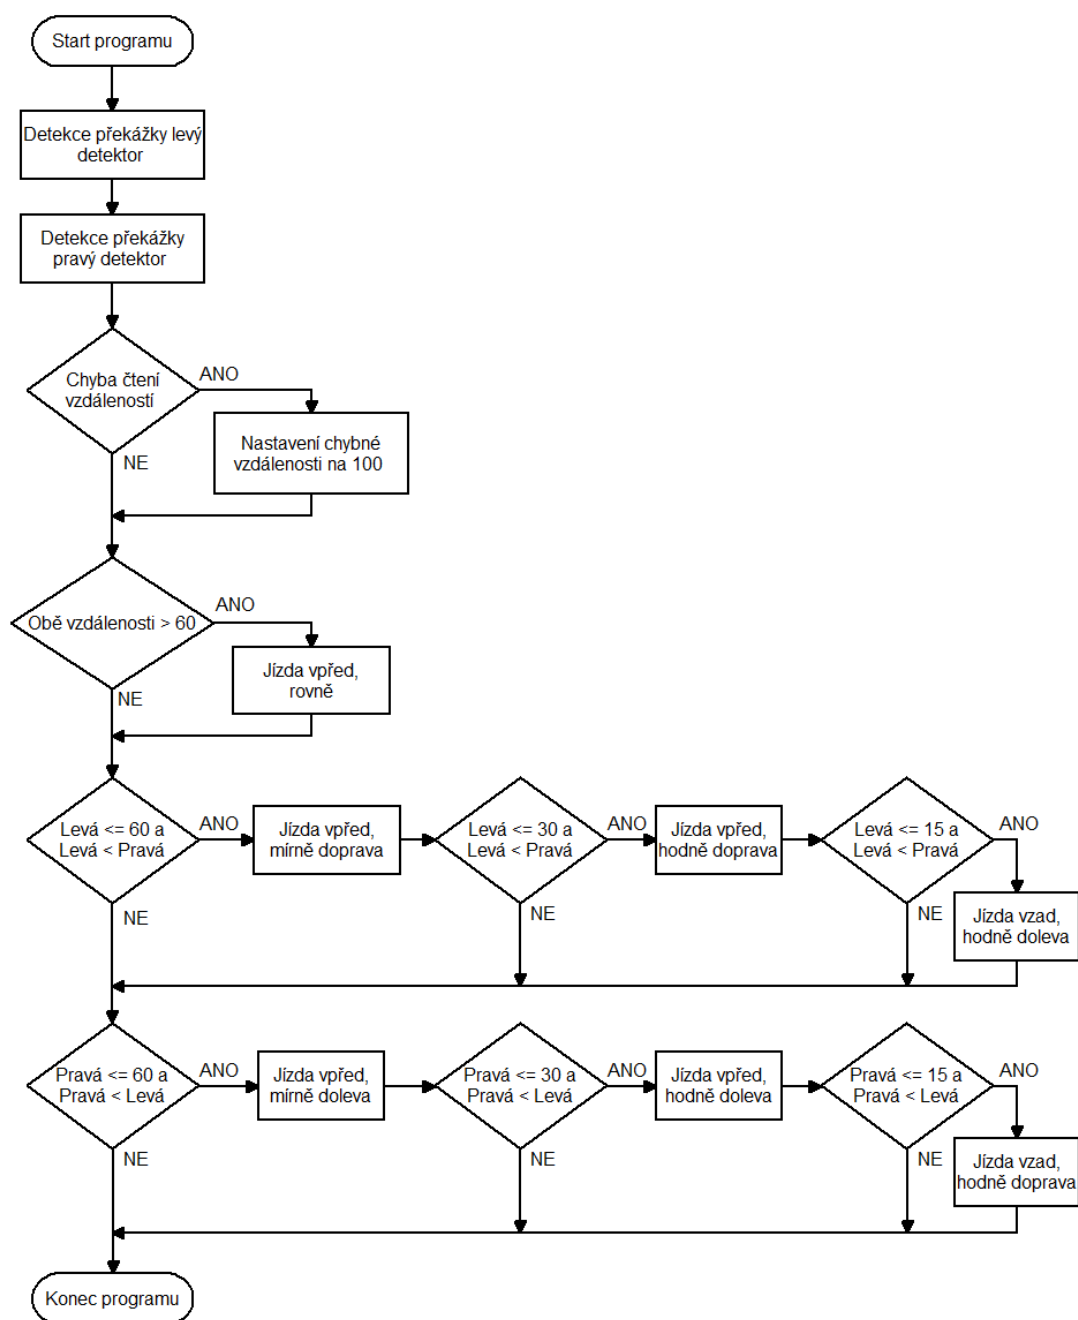 Start programu
Detekce překážky levý
detektor
Detekce překážky
pravý detektor
Chyba čtení
vzdáleností
ANO
NE
Nastavení chybné
vzdálenosti na 100
Obě vzdálenosti > 60
ANO
NE
Jízda vpřed,
rovně
Levá <= 60 a
Levá < Pravá
ANO
NE
Jízda vpřed,
mírně doprava
Levá <= 30 a
Levá < Pravá
ANO
NE
Jízda vpřed,
hodně doprava
Levá <= 15 a
Levá < Pravá
ANO
NE
Jízda vzad,
hodně doleva
Pravá <= 60 a
Pravá < Levá
ANO
NE
Jízda vpřed,
mírně doleva
Pravá <= 30 a
Pravá < Levá
ANO
NE
Jízda vpřed,
hodně doleva
Pravá <= 15 a
Pravá < Levá
ANO
NE
Jízda vzad,
hodně doprava
Konec programu